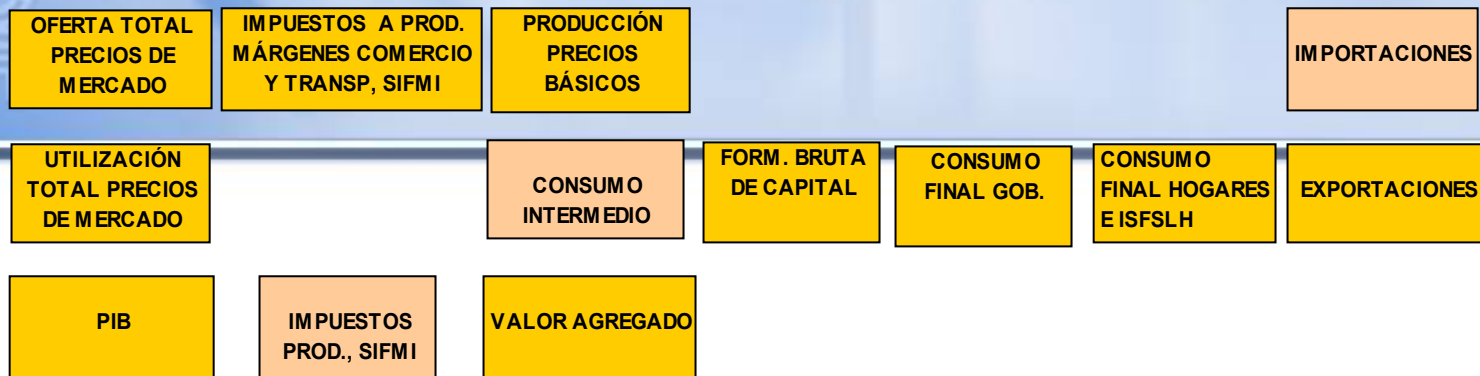 OFERTA TOTAL
PRECIOS DE
MERCADO
IMPUESTOS A PROD.
MÁRGENES COMERCIO
Y TRANSP, SIFMI
PRODUCCIÓN
PRECIOS
BÁSICOS
IMPORTACIONES
UTILIZACIÓN
TOTAL PRECIOS
DE MERCADO
CONSUMO
INTERMEDIO
FORM. BRUTA
DE CAPITAL
CONSUMO
FINAL GOB.
CONSUMO
FINAL HOGARES
E ISFSLH
EXPORTACIONES
PIB
IMPUESTOS
PROD., SIFMI
VALOR AGREGADO